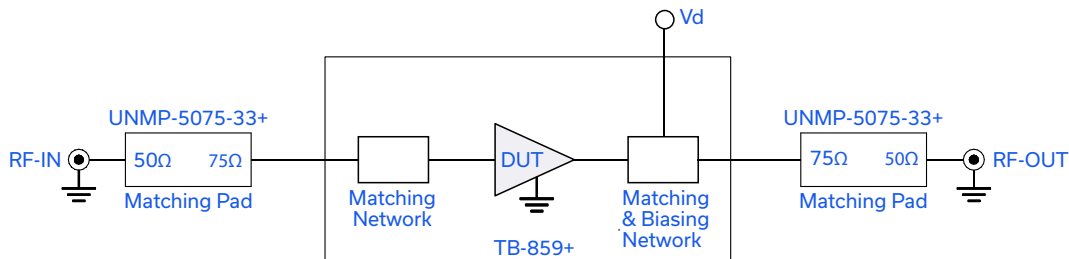 Vd
UNMP-5075-33+
UNMP-5075-33+
RF-IN
50Ω
75Ω
DUT
75Ω
50Ω
RF-OUT
Matching Pad
Matching
Network
Matching
& Biasing
Network
Matching Pad
TB-859+